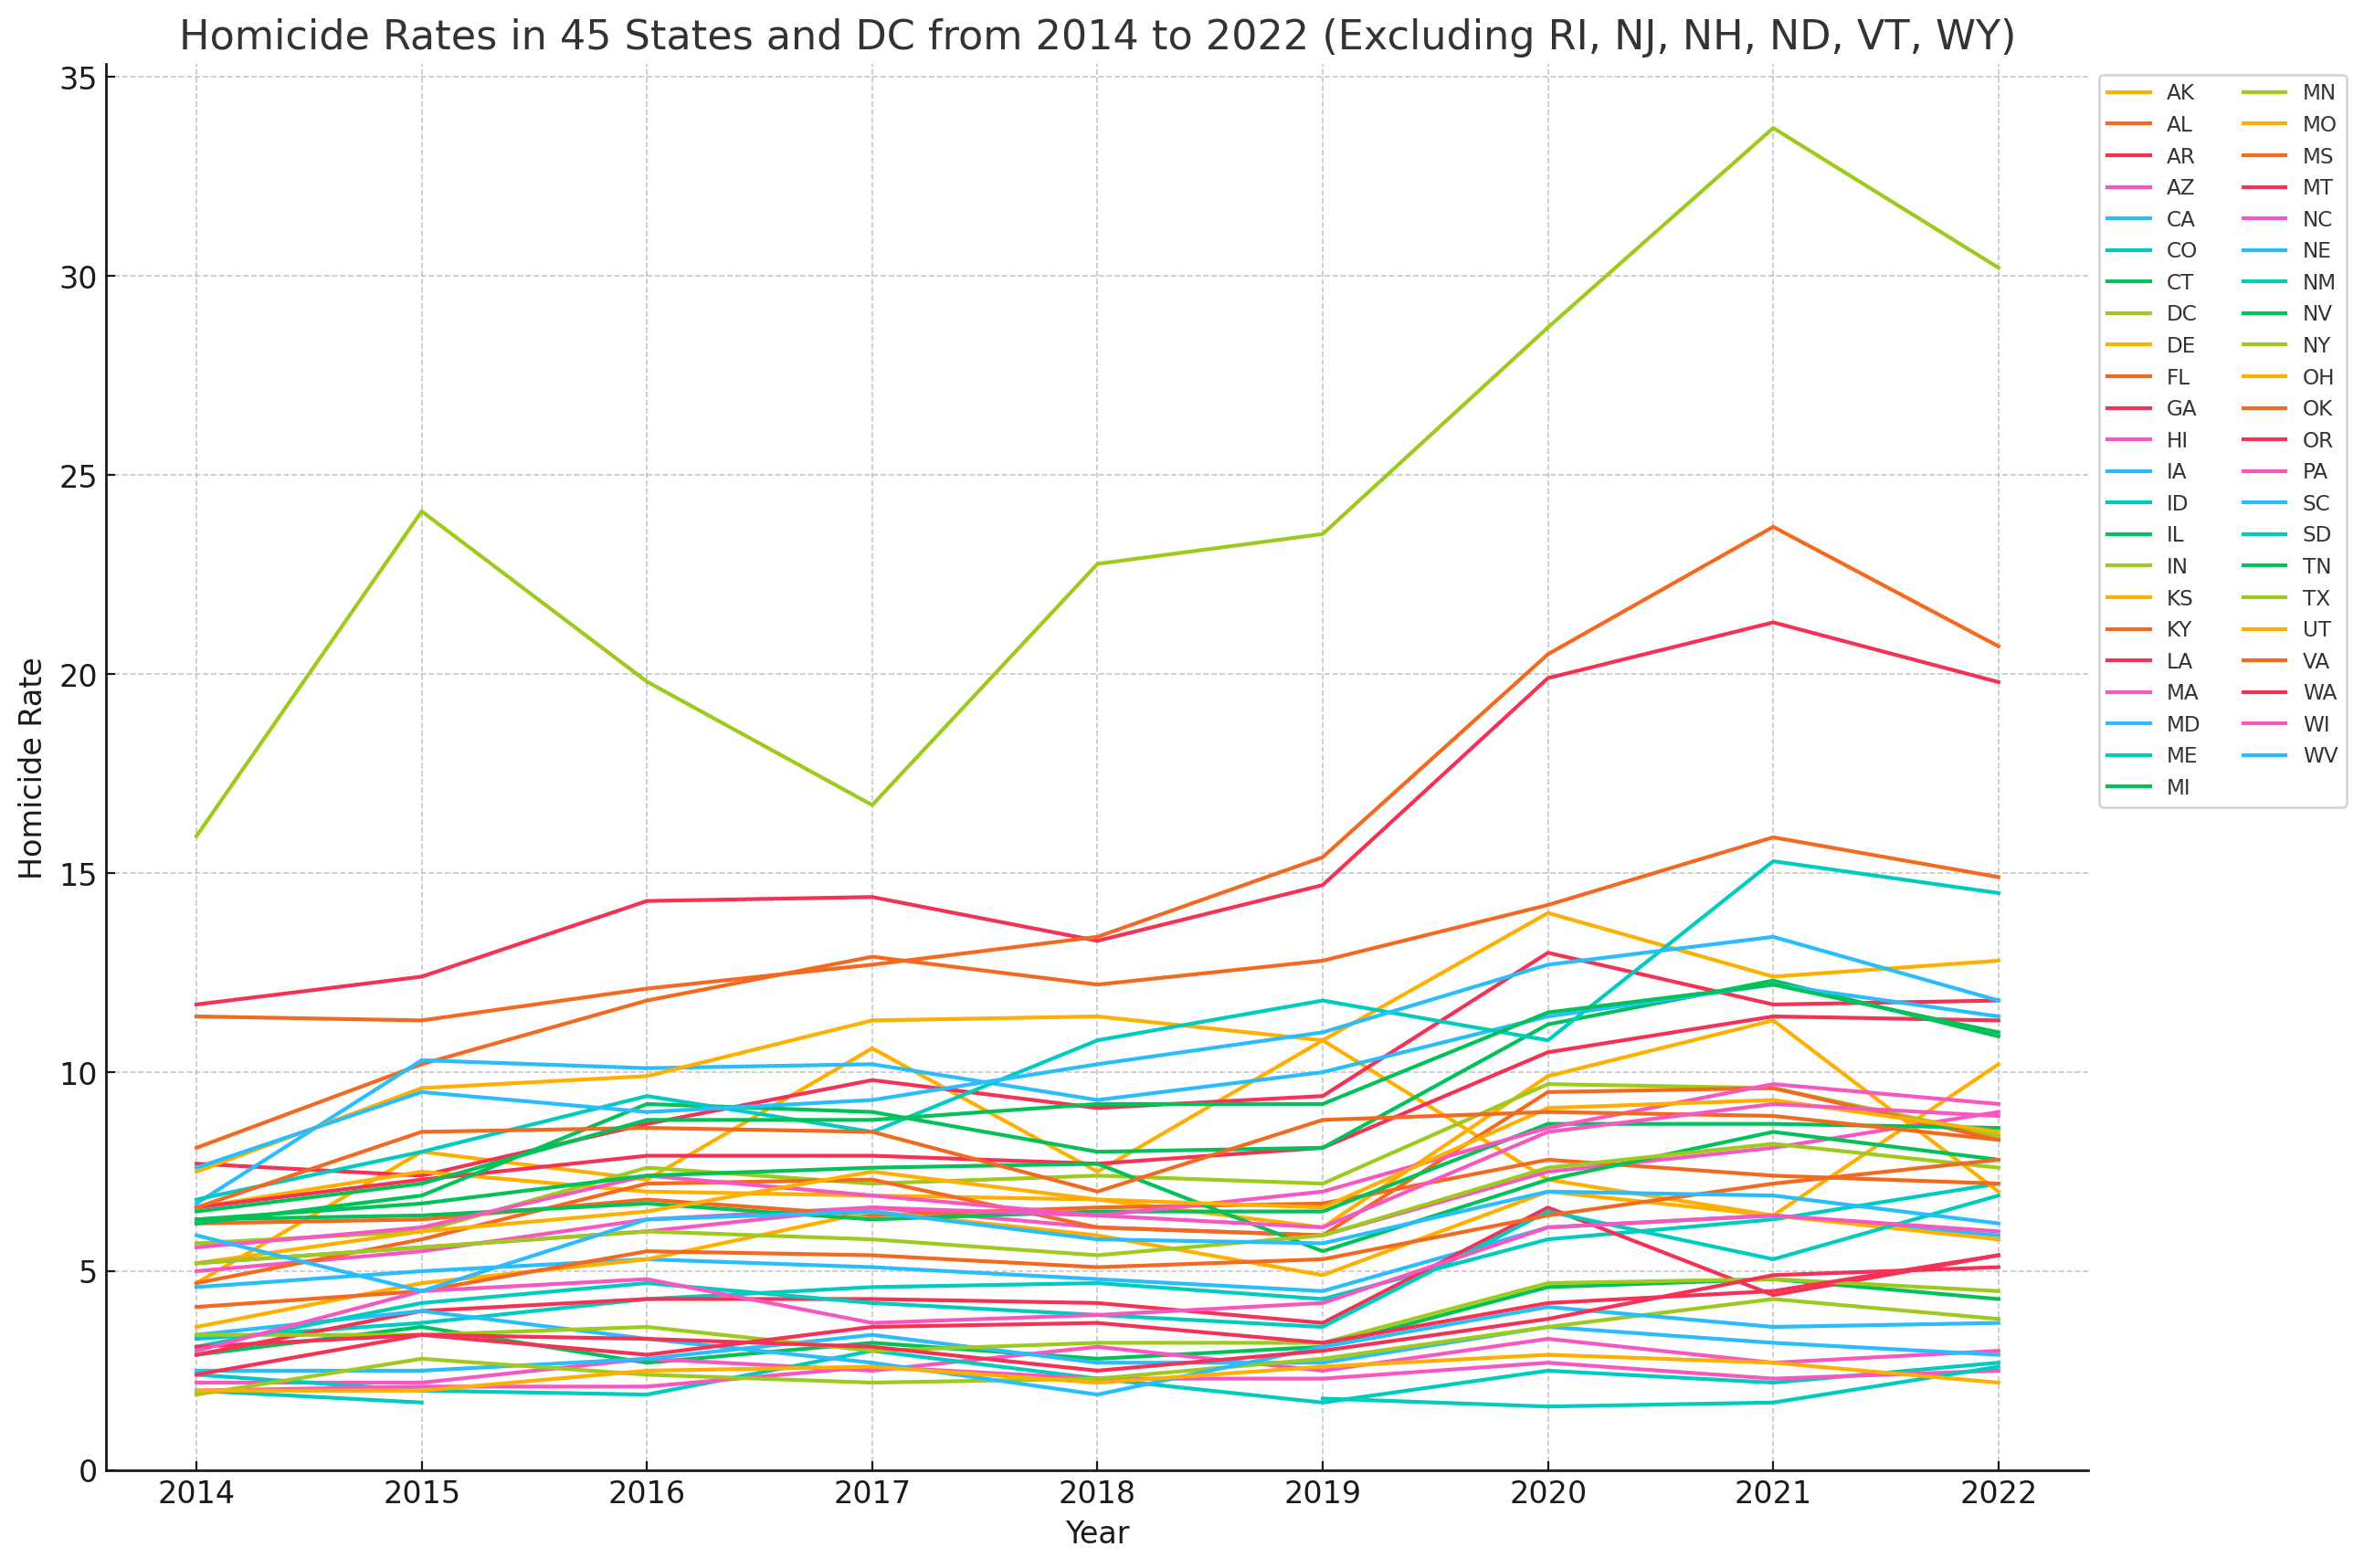 Homicide Rates in 45 States and DC from 2014 to 2022 (Excluding RI, NJ, NH, ND, VT, WY)
35
30
25
20
15
10
5
0
Homicide Rate
2014 2015 2016 2017 2018 2019 2020 2021 2022
Year
AK
AL
AR
AZ
CA
CO
CT
DC
DE
FL
GA
HI
IA
ID
IL
IN
KS
KY
LA
MA
MD
ME
MI
MN
MO
MS
MT
NC
NE
NM
NV
NY
OH
OK
OR
PA
SC
SD
TN
TX
UT
VA
WA
WI
WV